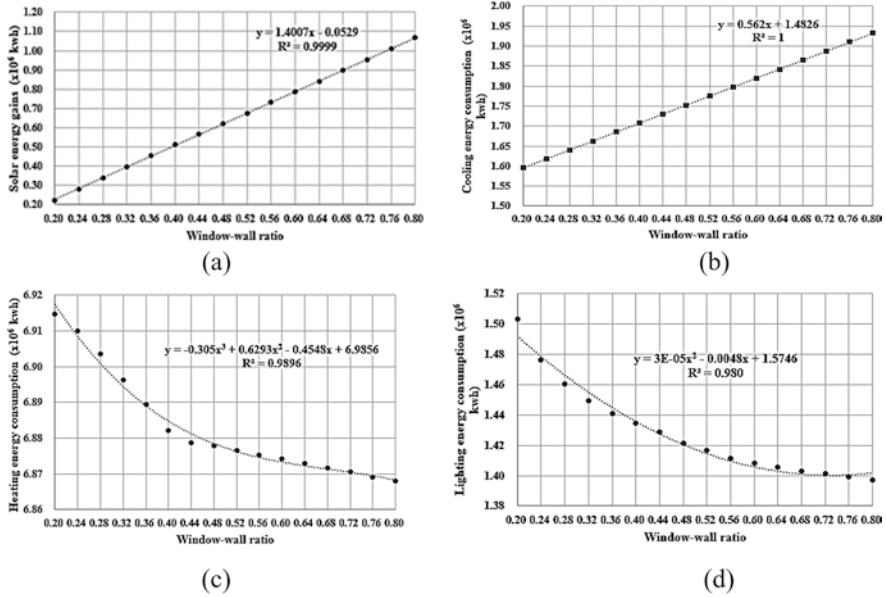 1.20
1.10
1.00
0.90
0.80
0.70
0.60
0.50
0.40
0.30
0.20
Solar energy gains (x10⁶ kwh)
y = 1.4007x - 0.0529
R² = 0.9999
0.20 0.24 0.28 0.32 0.36 0.40 0.44 0.48 0.52 0.56 0.60 0.64 0.68 0.72 0.76 0.80
Window-wall ratio
(a)
2.00
1.95
1.90
1.85
1.80
1.75
1.70
1.65
1.60
1.55
1.50
Cooling energy consumption (x10⁶
kwh)
y = 0.562x + 1.4826
R² = 1
0.20 0.24 0.28 0.32 0.36 0.40 0.44 0.48 0.52 0.56 0.60 0.64 0.68 0.72 0.76 0.80
Window-wall ratio
(b)
6.92
6.91
6.90
6.89
6.88
6.87
6.86
Heating energy consumption (x10⁶ kwh)
y = -0.305x³ + 0.6293x² - 0.4548x + 6.9856
R² = 0.9896
0.20 0.24 0.28 0.32 0.36 0.40 0.44 0.48 0.52 0.56 0.60 0.64 0.68 0.72 0.76 0.80
Window-wall ratio
(c)
1.52
1.50
1.48
1.46
1.44
1.42
1.40
1.38
Lighting energy consumption (x10⁶
kwh)
y = 3E-05x² - 0.0048x + 1.5746
R² = 0.980
0.20 0.24 0.28 0.32 0.36 0.40 0.44 0.48 0.52 0.56 0.60 0.64 0.68 0.72 0.76 0.80
Window-wall ratio
(d)